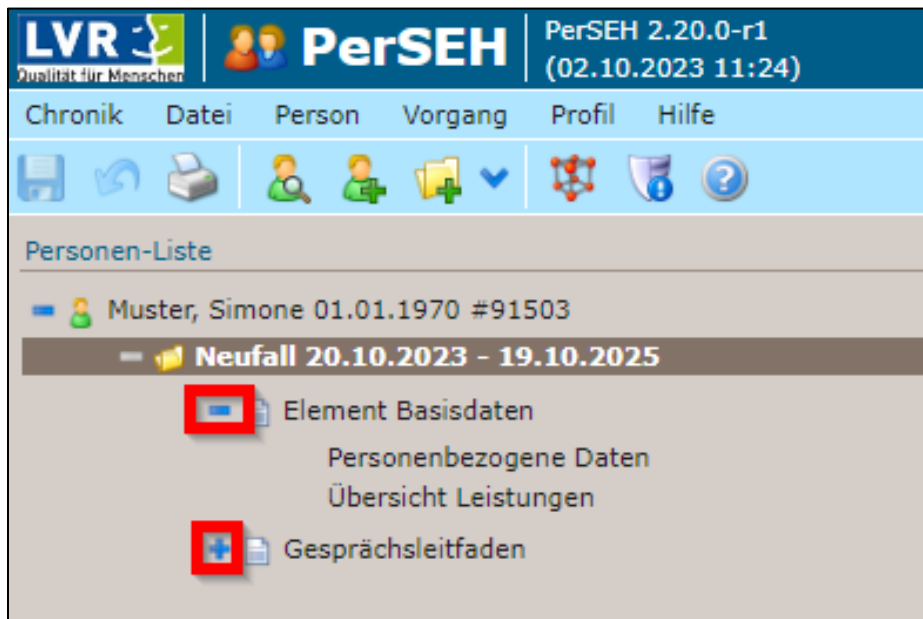 LVR
Qualität für Menschen
PerSEH
PerSEH 2.20.0-r1
(02.10.2023 11:24)
Chronik Datei Person Vorgang Profil Hilfe
Personen-Liste
Muster, Simone 01.01.1970 #91503
Neufall 20.10.2023 - 19.10.2025
Element Basisdaten
Personenbezogene Daten
Übersicht Leistungen
Gesprächsleitfaden